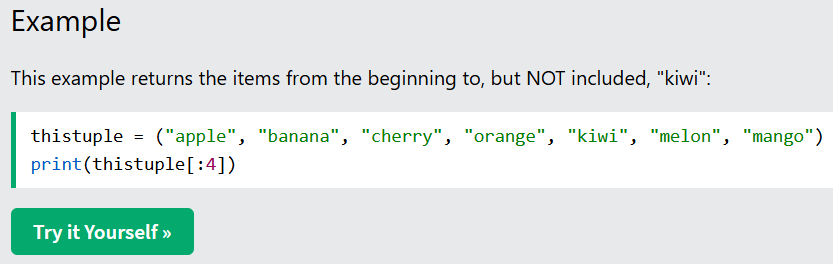 Example
This example returns the items from the beginning to, but NOT included, "kiwi":
thistuple = ("apple", "banana", "cherry", "orange", "kiwi", "melon", "mango")
print(thistuple[:4])
Try it Yourself »